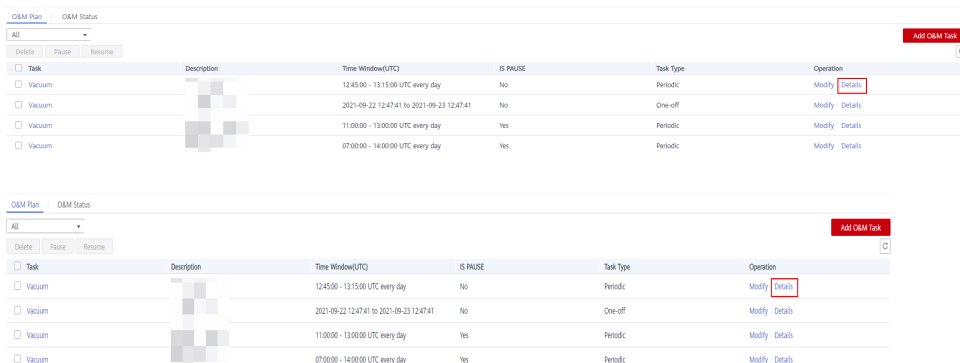 O&M Plan O&M Status
All
Add O&M Task
Delete Pause Resume
Task Description Time Window(UTC) IS PAUSE Task Type Operation
Vacuum 12:45:00 - 13:15:00 UTC every day No Periodic Modify Details
Vacuum 2021-09-22 12:47:41 to 2021-09-23 12:47:41 No One-off Modify Details
Vacuum 11:00:00 - 13:00:00 UTC every day Yes Periodic Modify Details
Vacuum 07:00:00 - 14:00:00 UTC every day Yes Periodic Modify Details
O&M Plan O&M Status
All
Add O&M Task
Delete Pause Resume
Task Description Time Window(UTC) IS PAUSE Task Type Operation
Vacuum 12:45:00 - 13:15:00 UTC every day No Periodic Modify Details
Vacuum 2021-09-22 12:47:41 to 2021-09-23 12:47:41 No One-off Modify Details
Vacuum 11:00:00 - 13:00:00 UTC every day Yes Periodic Modify Details
Vacuum 07:00:00 - 14:00:00 UTC every day Yes Periodic Modify Details